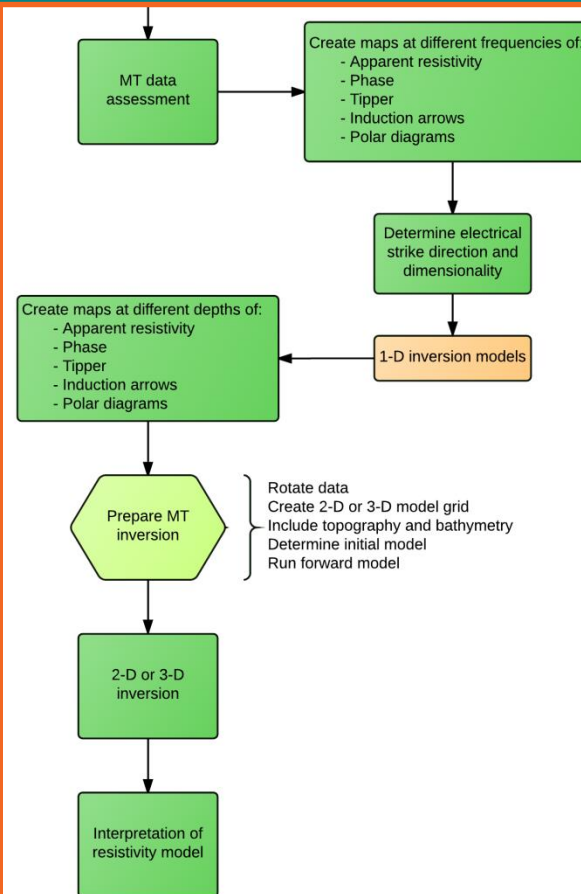 MT data
assessment
Create maps at different frequencies of:
- Apparent resistivity
- Phase
- Tipper
- Induction arrows
- Polar diagrams
Determine electrical
strike direction and
dimensionality
1-D inversion models
Create maps at different depths of:
- Apparent resistivity
- Phase
- Tipper
- Induction arrows
- Polar diagrams
Prepare MT
inversion
Rotate data
Create 2-D or 3-D model grid
Include topography and bathymetry
Determine initial model
Run forward model
2-D or 3-D
inversion
Interpretation of
resistivity model